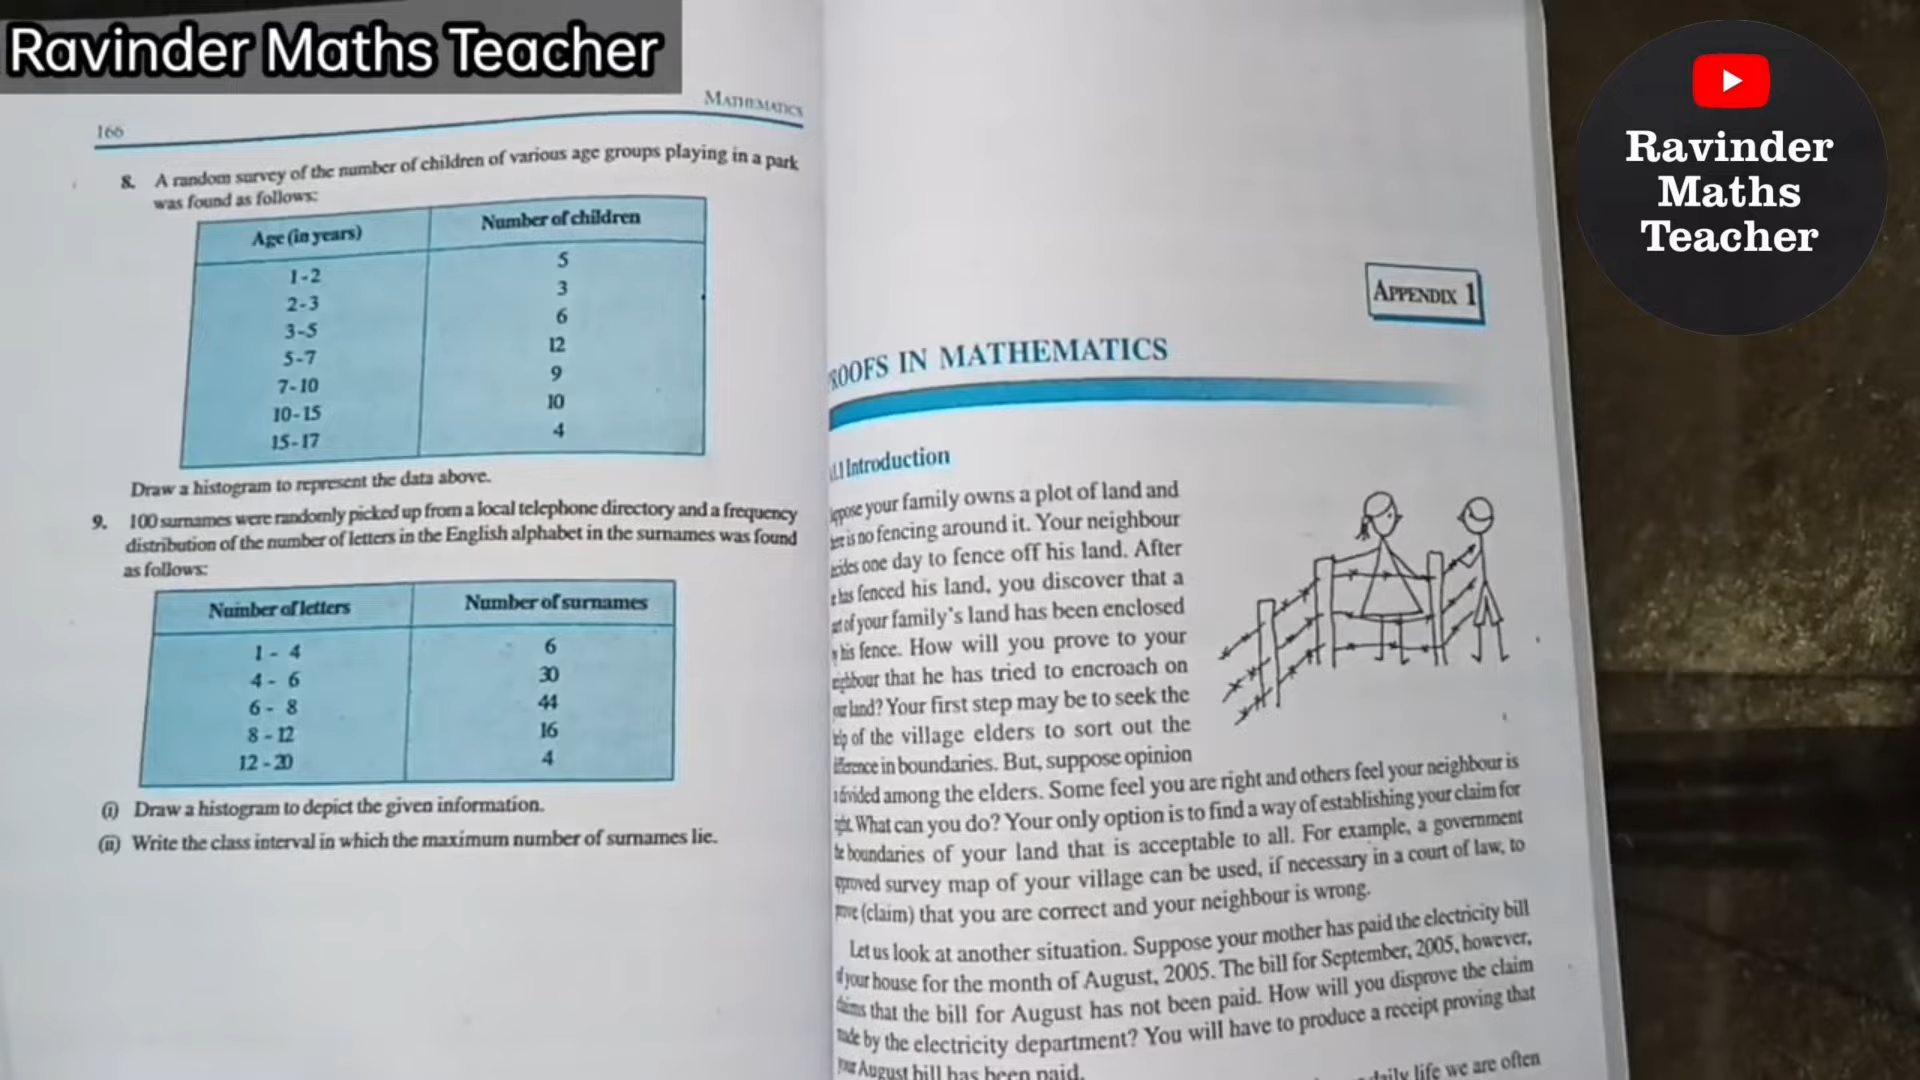 Ravinder Maths Teacher
Ravinder
Maths
Teacher
166
MATHEMATICS
8. A random survey of the number of children of various age groups playing in a park
was found as follows:
Age (in years) Number of children
1 - 2 5
2 - 3 3
3 - 5 6
5 - 7 12
7 - 10 9
10 - 15 10
15 - 17 4
Draw a histogram to represent the data above.
9. 100 surnames were randomly picked up from a local telephone directory and a frequency
distribution of the number of letters in the English alphabet in the surnames was found
as follows:
Number of letters Number of surnames
1 - 4 6
4 - 6 30
6 - 8 44
8 - 12 16
12 - 20 4
(i) Draw a histogram to depict the given information.
(ii) Write the class interval in which the maximum number of surnames lie.
APPENDIX 1
ROOFS IN MATHEMATICS
Introduction
your family owns a plot of land and
is no fencing around it. Your neighbour
one day to fence off his land. After
has fenced his land, you discover that a
of your family's land has been enclosed
his fence. How will you prove to your
that he has tried to encroach on
land? Your first step may be to seek the
of the village elders to sort out the
in boundaries. But, suppose opinion
divided among the elders. Some feel you are right and others feel your neighbour is
What can you do? Your only option is to find a way of establishing your claim for
boundaries of your land that is acceptable to all. For example, a government
survey map of your village can be used, if necessary in a court of law, to
(claim) that you are correct and your neighbour is wrong.
Let us look at another situation. Suppose your mother has paid the electricity bill
your house for the month of August, 2005. The bill for September, 2005, however,
that the bill for August has not been paid. How will you disprove the claim
by the electricity department? You will have to produce a receipt proving that
August bill has been paid.
daily life we are often